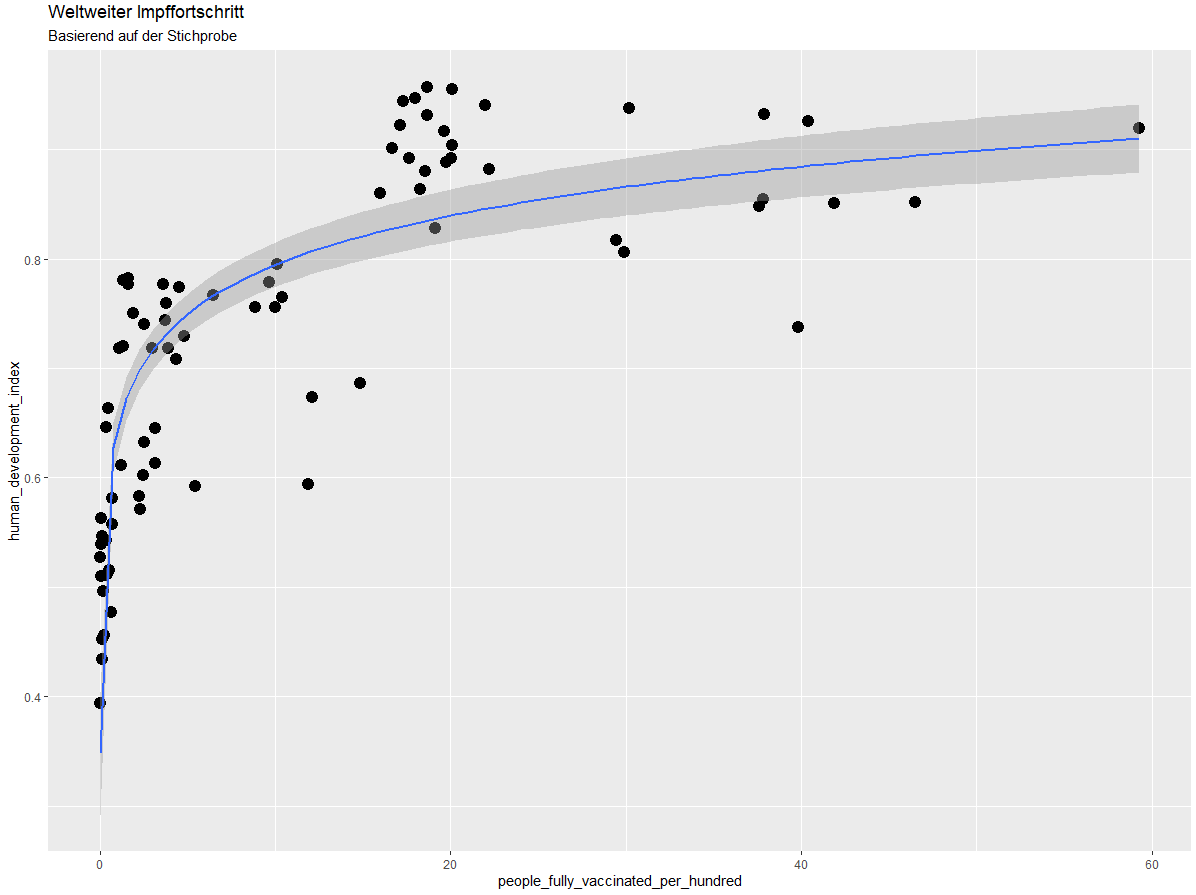 Weltweiter Impffortschritt
Basierend auf der Stichprobe
human_development_index
0.8
0.6
0.4
0
20
40
60
people_fully_vaccinated_per_hundred